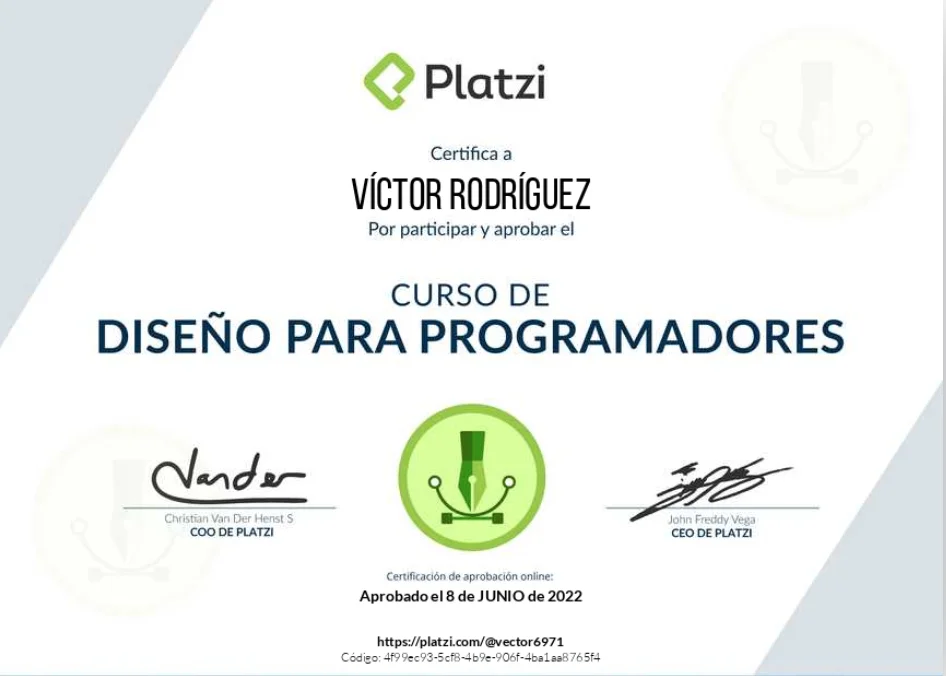 Platzi
Certifica a
VÍCTOR RODRÍGUEZ
Por participar y aprobar el
CURSO DE
DISEÑO PARA PROGRAMADORES
Vander
Christian Van Der Henst S
COO DE PLATZI
John Freddy Vega
CEO DE PLATZI
Certificación de aprobación online:
Aprobado el 8 de JUNIO de 2022
https://platzi.com/@vector6971
Código: 4f99ec93-5cf8-4b9e-906f-4ba1aa8765f4